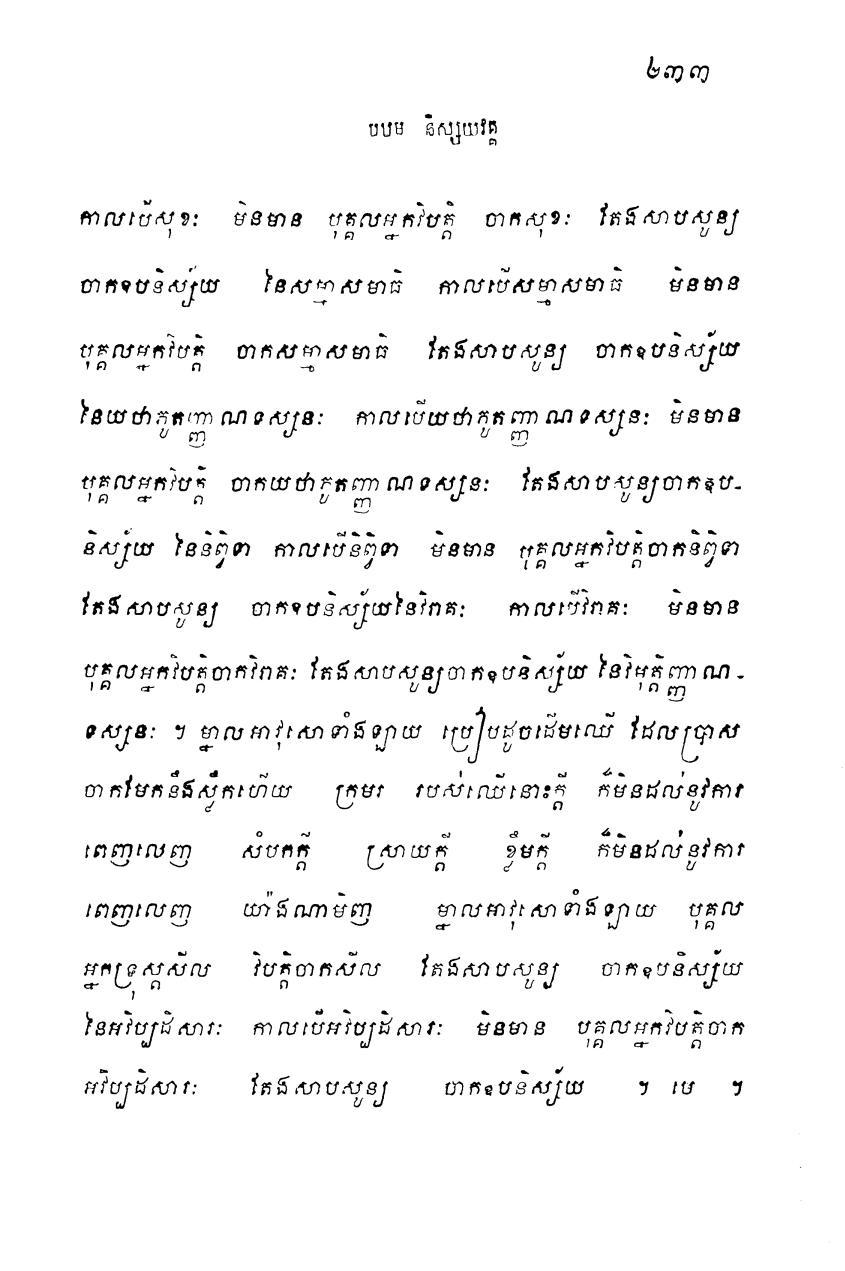 ២៣៣
បឋម និស្សយវគ្គ
កាលបើសុខៈ មិនមាន បុគ្គលអ្នកវិបត្តិ ចាកសុខៈ តែងសាបសូន្យ
ចាកឧបនិស្ស័យ នៃសម្មាសមាធិ កាលបើសម្មាសមាធិ មិនមាន
បុគ្គលអ្នកវិបត្តិ ចាកសម្មាសមាធិ តែងសាបសូន្យ ចាកឧបនិស្ស័យ
នៃយថាភូតញ្ញាណទស្សនៈ កាលបើយថាភូតញ្ញាណទស្សនៈ មិនមាន
បុគ្គលអ្នកវិបត្តិ ចាកយថាភូតញ្ញាណទស្សនៈ តែងសាបសូន្យចាកឧប-
និស្ស័យ នៃនិព្វិទា កាលបើនិព្វិទា មិនមាន បុគ្គលអ្នកវិបត្តិចាកនិព្វិទា
តែងសាបសូន្យ ចាកឧបនិស្ស័យនៃវិរាគៈ កាលបើវិរាគៈ មិនមាន
បុគ្គលអ្នកវិបត្តិចាកវិរាគៈ តែងសាបសូន្យចាកឧបនិស្ស័យ នៃវិមុត្តិញ្ញាណ-
ទស្សនៈ ។ ម្នាលអាវុសោទាំងឡាយ ប្រៀបដូចដើមឈើ ដែលប្រាស
ចាកមែកនឹងស្លឹកហើយ ក្រមរ របស់ឈើនោះក្តី ក៏មិនដល់នូវការ
ពេញលេញ សំបកក្តី ស្រាយក្តី ខ្លឹមក្តី ក៏មិនដល់នូវការ
ពេញលេញ យ៉ាងណាមិញ ម្នាលអាវុសោទាំងឡាយ បុគ្គល
អ្នកទ្រុស្តសីល វិបត្តិចាកសីល តែងសាបសូន្យ ចាកឧបនិស្ស័យ
នៃអវិប្បដិសារៈ កាលបើអវិប្បដិសារៈ មិនមាន បុគ្គលអ្នកវិបត្តិចាក
អវិប្បដិសារៈ តែងសាបសូន្យ ចាកឧបនិស្ស័យ ។ បេ ។